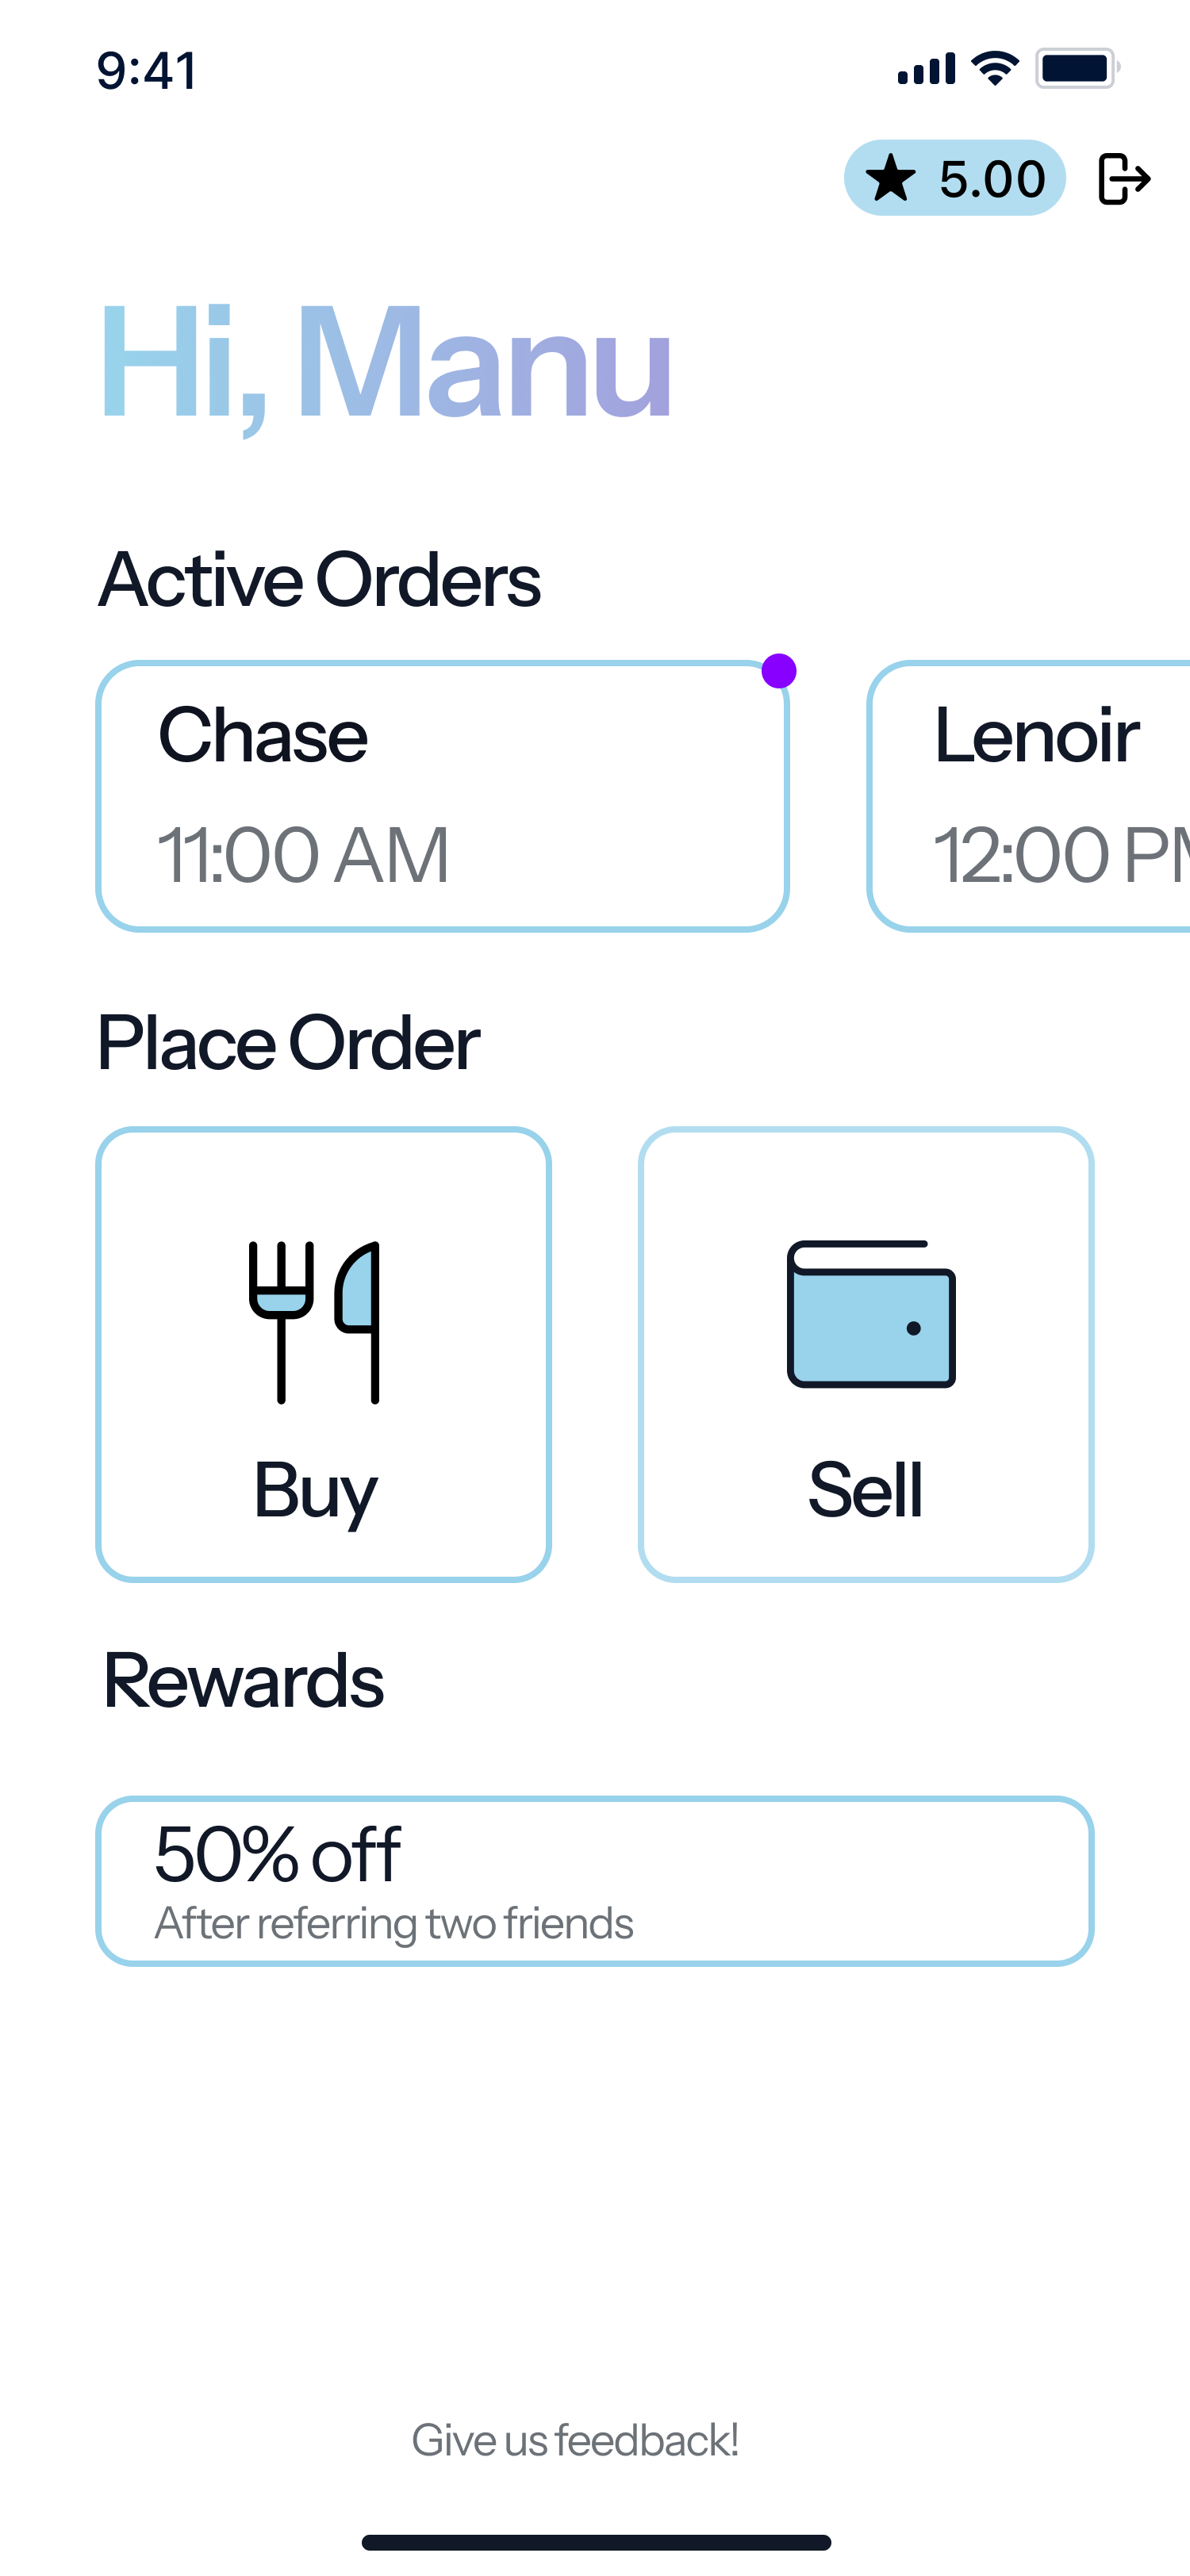 9:41
5.00
Hi, Manu
Active Orders
Chase
11:00 AM
Lenoir
12:00 PM
Place Order
Buy
Sell
Rewards
50% off
After referring two friends
Give us feedback!